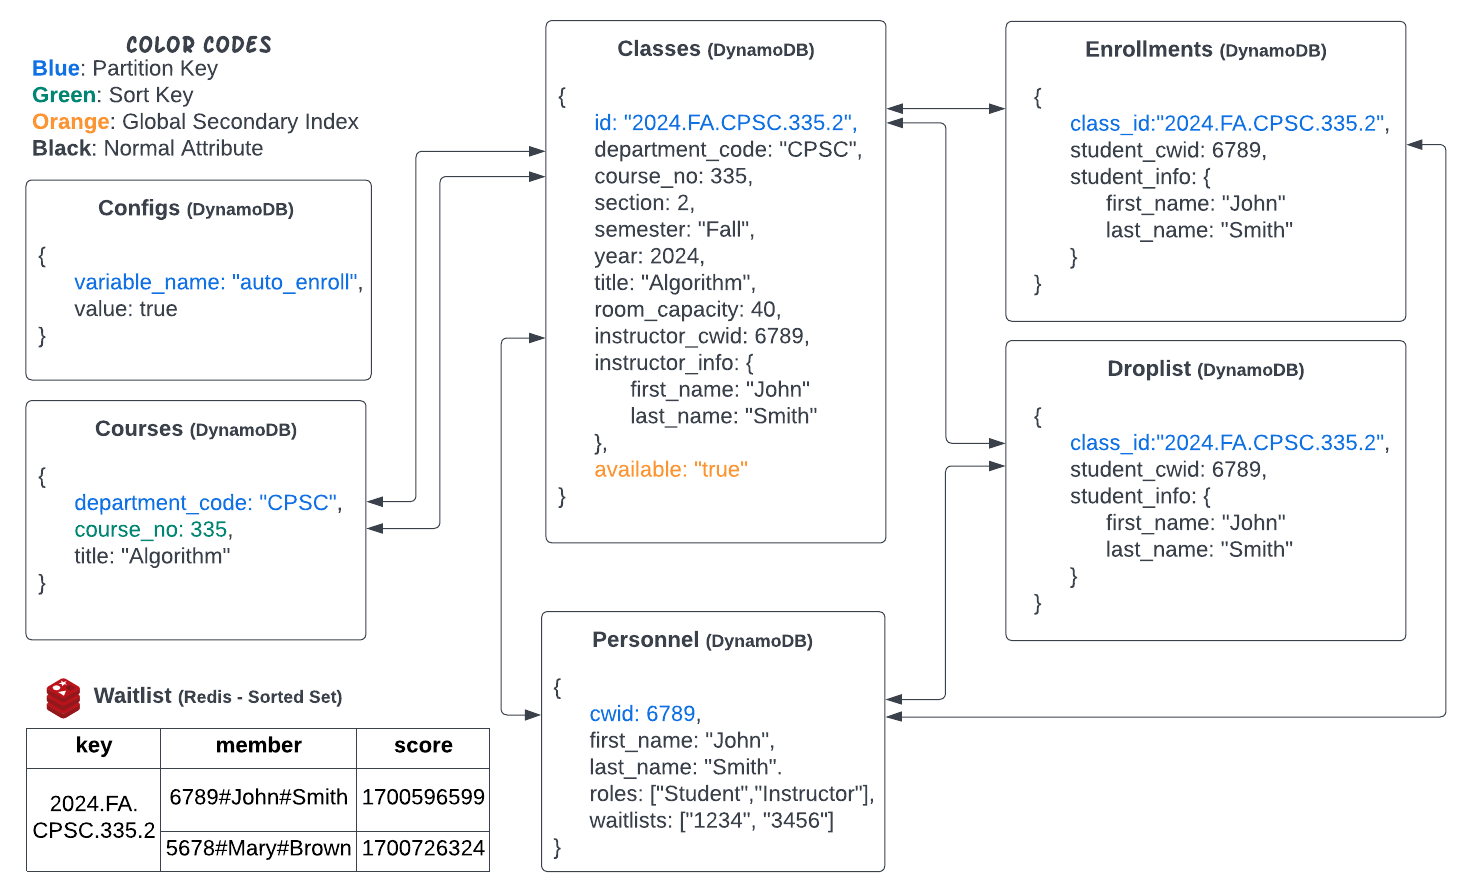 COLOR CODES
Blue: Partition Key
Green: Sort Key
Orange: Global Secondary Index
Black: Normal Attribute
Configs (DynamoDB)
{
variable_name: "auto_enroll",
value: true
}
Courses (DynamoDB)
{
department_code: "CPSC",
course_no: 335,
title: "Algorithm"
}
Waitlist (Redis - Sorted Set)
key member score
2024.FA.
CPSC.335.2
6789#John#Smith 1700596599
5678#Mary#Brown 1700726324
Classes (DynamoDB)
{
id: "2024.FA.CPSC.335.2",
department_code: "CPSC",
course_no: 335,
section: 2,
semester: "Fall",
year: 2024,
title: "Algorithm",
room_capacity: 40,
instructor_cwid: 6789,
instructor_info: {
first_name: "John"
last_name: "Smith"
},
available: "true"
}
Personnel (DynamoDB)
{
cwid: 6789,
first_name: "John",
last_name: "Smith".
roles: ["Student","Instructor"],
waitlists: ["1234", "3456"]
}
Enrollments (DynamoDB)
{
class_id:"2024.FA.CPSC.335.2",
student_cwid: 6789,
student_info: {
first_name: "John"
last_name: "Smith"
}
}
Droplist (DynamoDB)
{
class_id:"2024.FA.CPSC.335.2",
student_cwid: 6789,
student_info: {
first_name: "John"
last_name: "Smith"
}
}